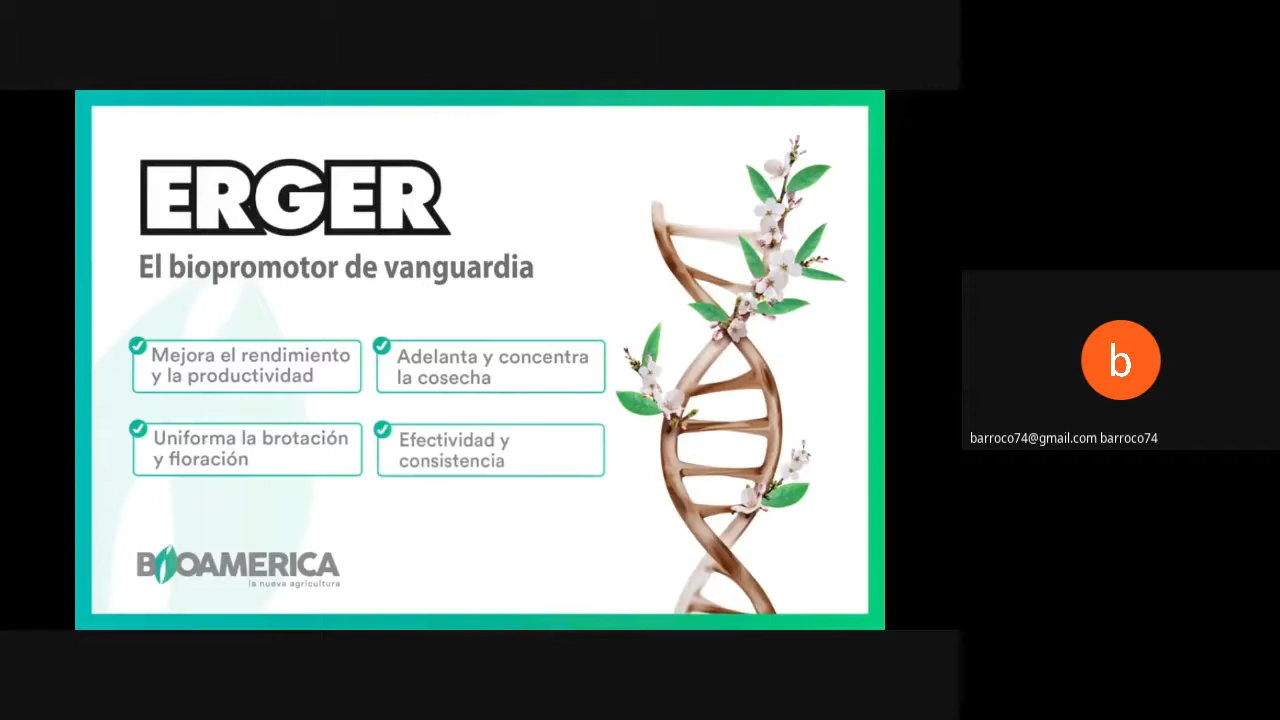 ERGER
El biopromotor de vanguardia
Mejora el rendimiento
y la productividad
Adelanta y concentra
la cosecha
Uniforma la brotación
y floración
Efectividad y
consistencia
BIOAMERICA
la nueva agricultura
b
barroco74@gmail.com barroco74